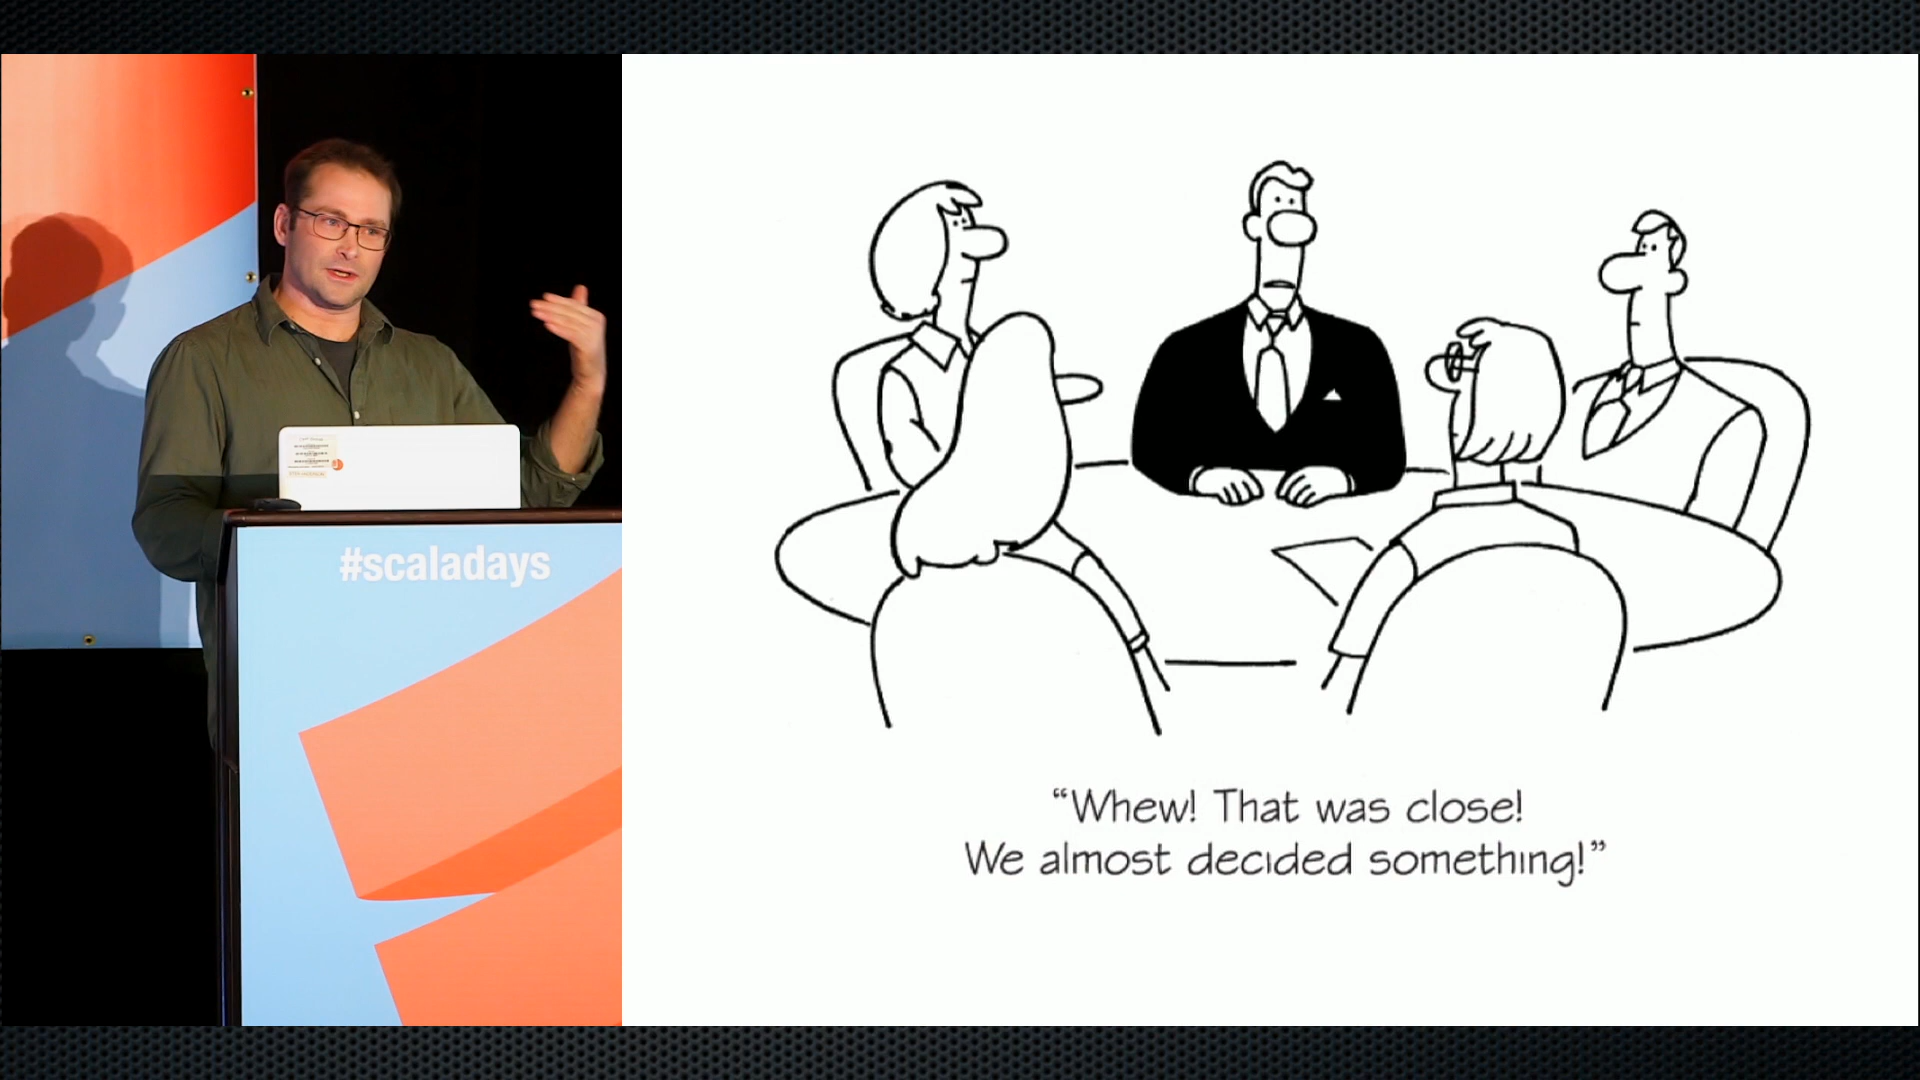 #scaladays
“Whew! That was close!
We almost decided something!”